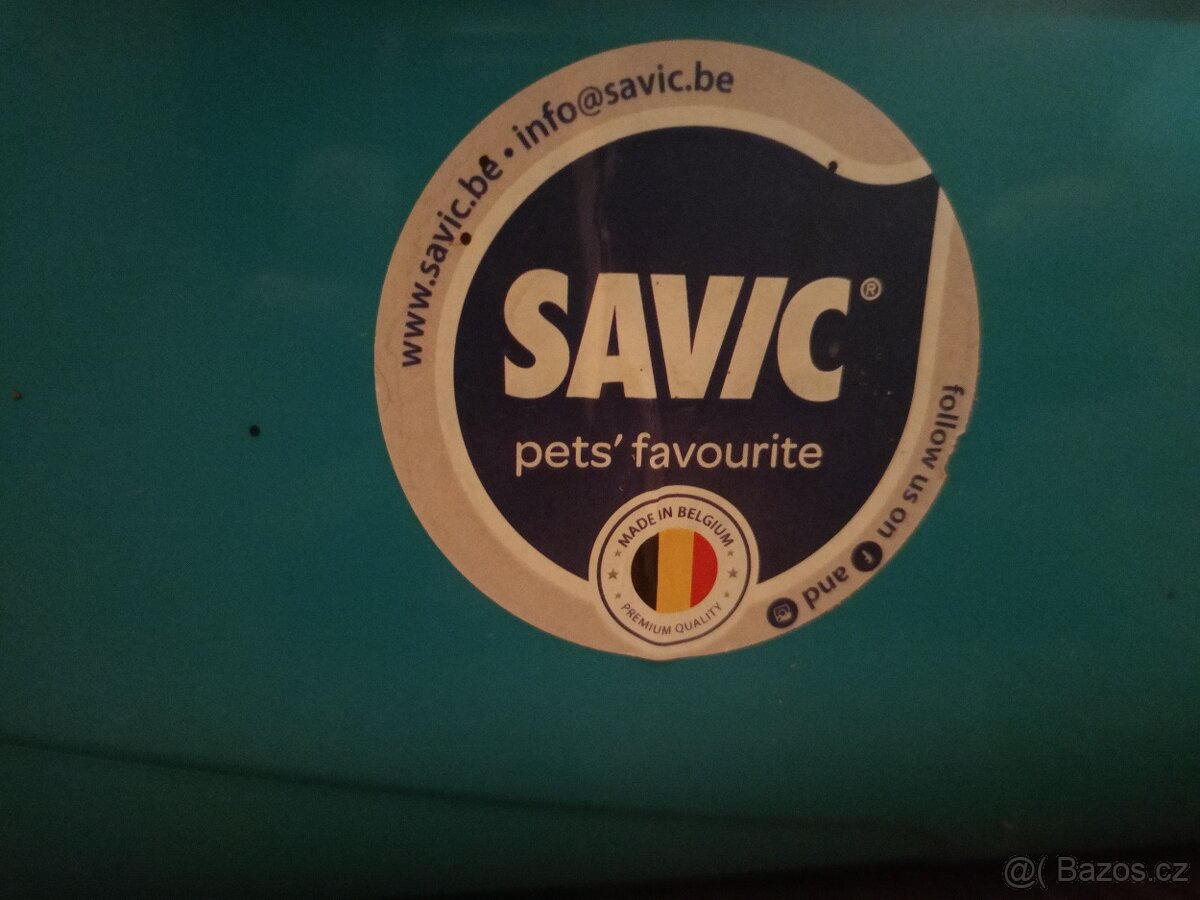 www.savic.be • info@savic.be
SAVIC®
pets' favourite
MADE IN BELGIUM
PREMIUM QUALITY
follow us on f and
@( Bazos.cz